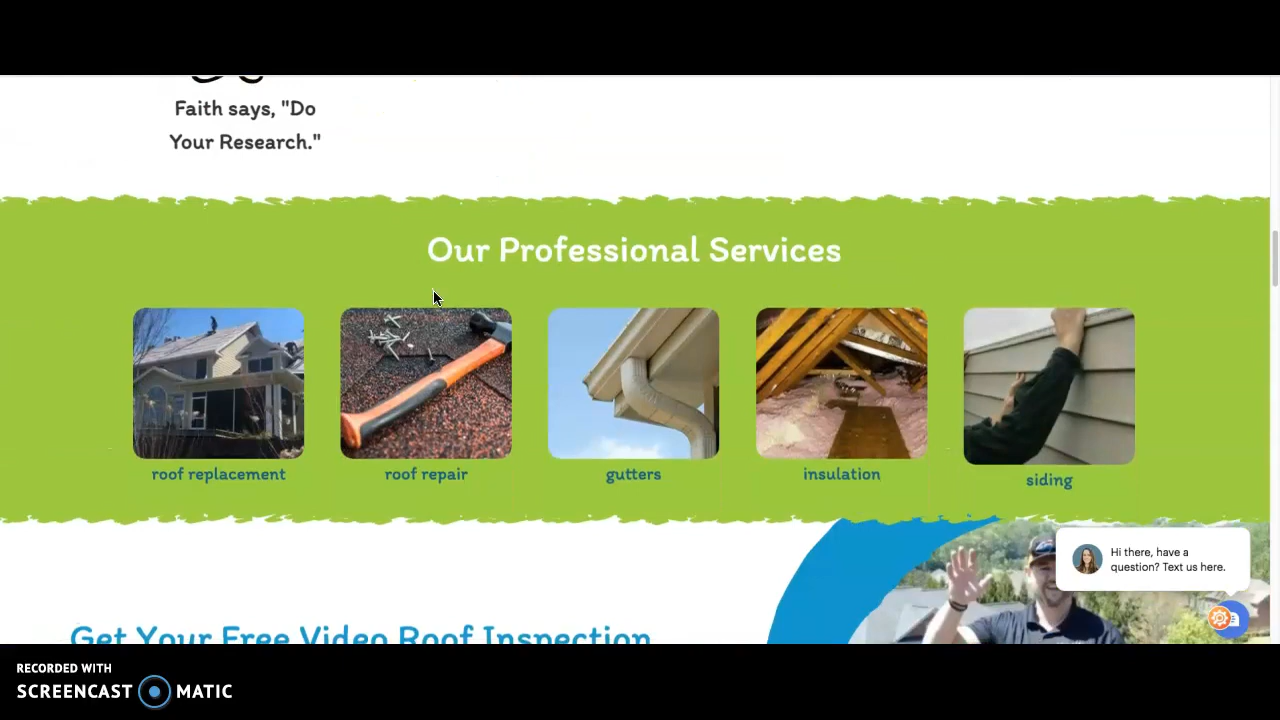 Faith says, "Do
Your Research."
Our Professional Services
roof replacement
roof repair
gutters
insulation
siding
Hi there, have a
question? Text us here.
Get Your Free Video Roof Inspection
RECORDED WITH
SCREENCAST MATIC